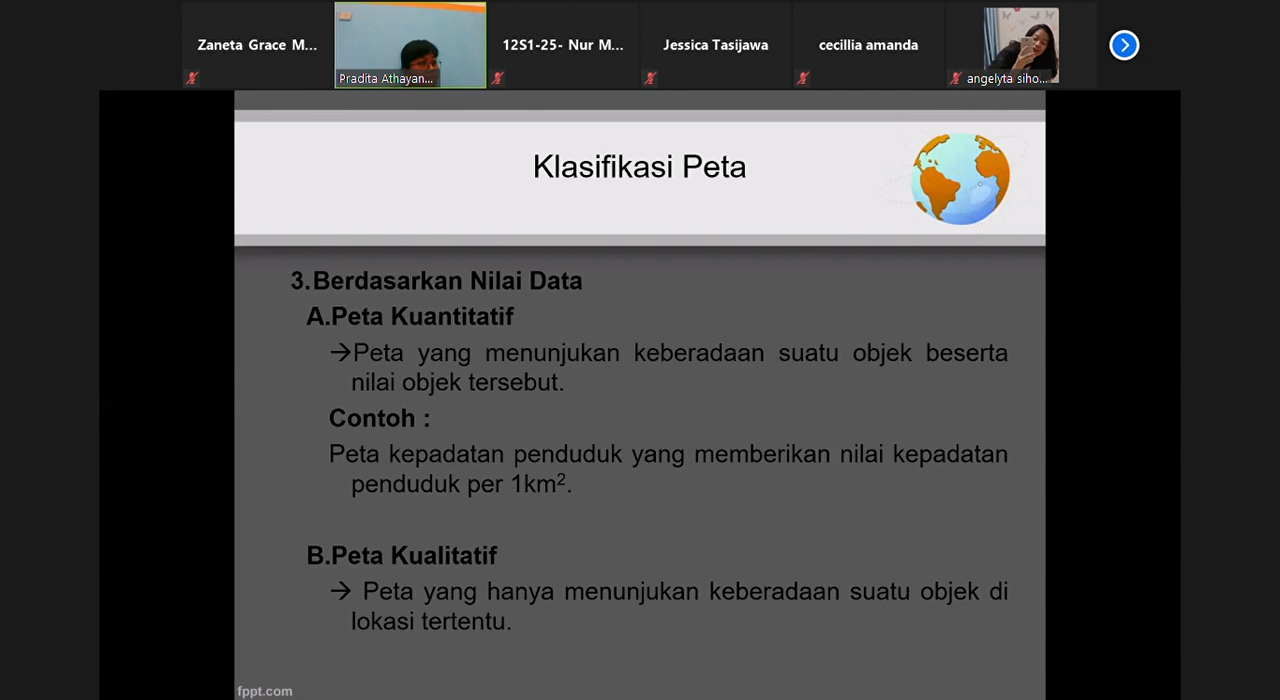 Zaneta Grace M...
Pradita Athayan...
12S1-25- Nur M...
Jessica Tasijawa
cecillia amanda
angelyta siho...
Klasifikasi Peta
3.Berdasarkan Nilai Data
A.Peta Kuantitatif
→Peta yang menunjukan keberadaan suatu objek beserta
nilai objek tersebut.
Contoh :
Peta kepadatan penduduk yang memberikan nilai kepadatan
penduduk per 1km².
B.Peta Kualitatif
→ Peta yang hanya menunjukan keberadaan suatu objek di
lokasi tertentu.
fppt.com